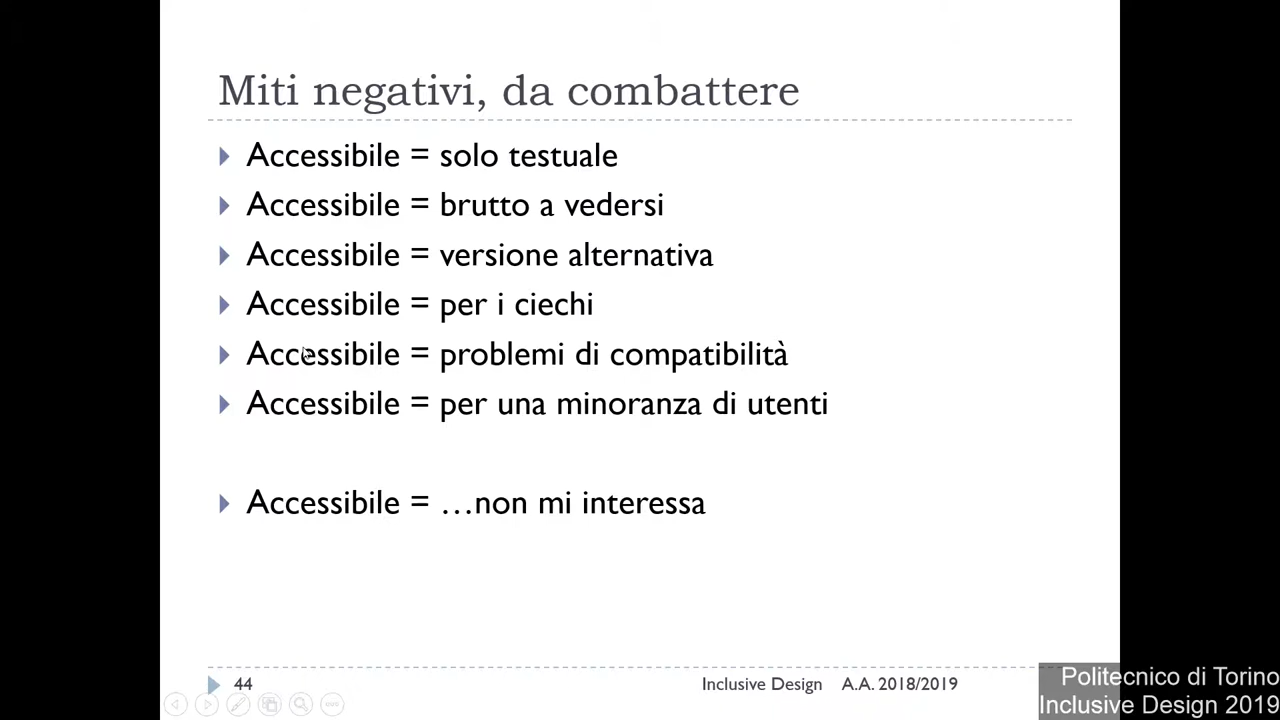 Miti negativi, da combattere
Accessibile = solo testuale
Accessibile = brutto a vedersi
Accessibile = versione alternativa
Accessibile = per i ciechi
Accessibile = problemi di compatibilità
Accessibile = per una minoranza di utenti
Accessibile = …non mi interessa
44 Inclusive Design A.A. 2018/2019
Politecnico di Torino
Inclusive Design 2019